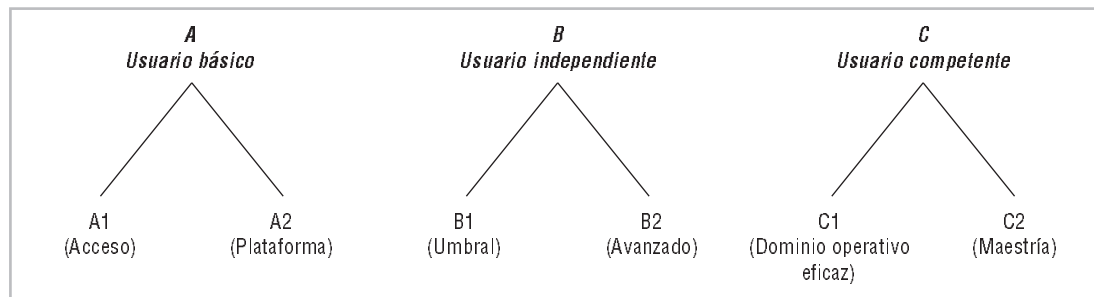 A
Usuario básico
B
Usuario independiente
C
Usuario competente
A1
(Acceso)
A2
(Plataforma)
B1
(Umbral)
B2
(Avanzado)
C1
(Dominio operativo
eficaz)
C2
(Maestría)